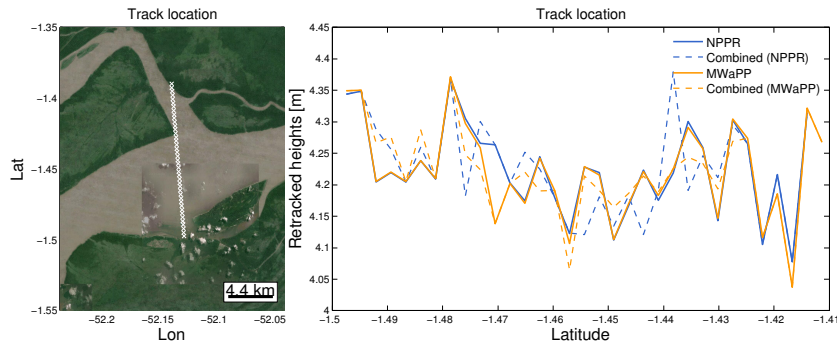 Track location
Lat
−1.35
−1.4
−1.45
−1.5
−1.55
4.4 km
−52.2
−52.15
−52.1
−52.05
Lon
Track location
Retracked heights [m]
4.45
4.4
4.35
4.3
4.25
4.2
4.15
4.1
4.05
4
NPPR
Combined (NPPR)
MWaPP
Combined (MWaPP)
−1.5
−1.49
−1.48
−1.47
−1.46
−1.45
−1.44
−1.43
−1.42
−1.41
Latitude